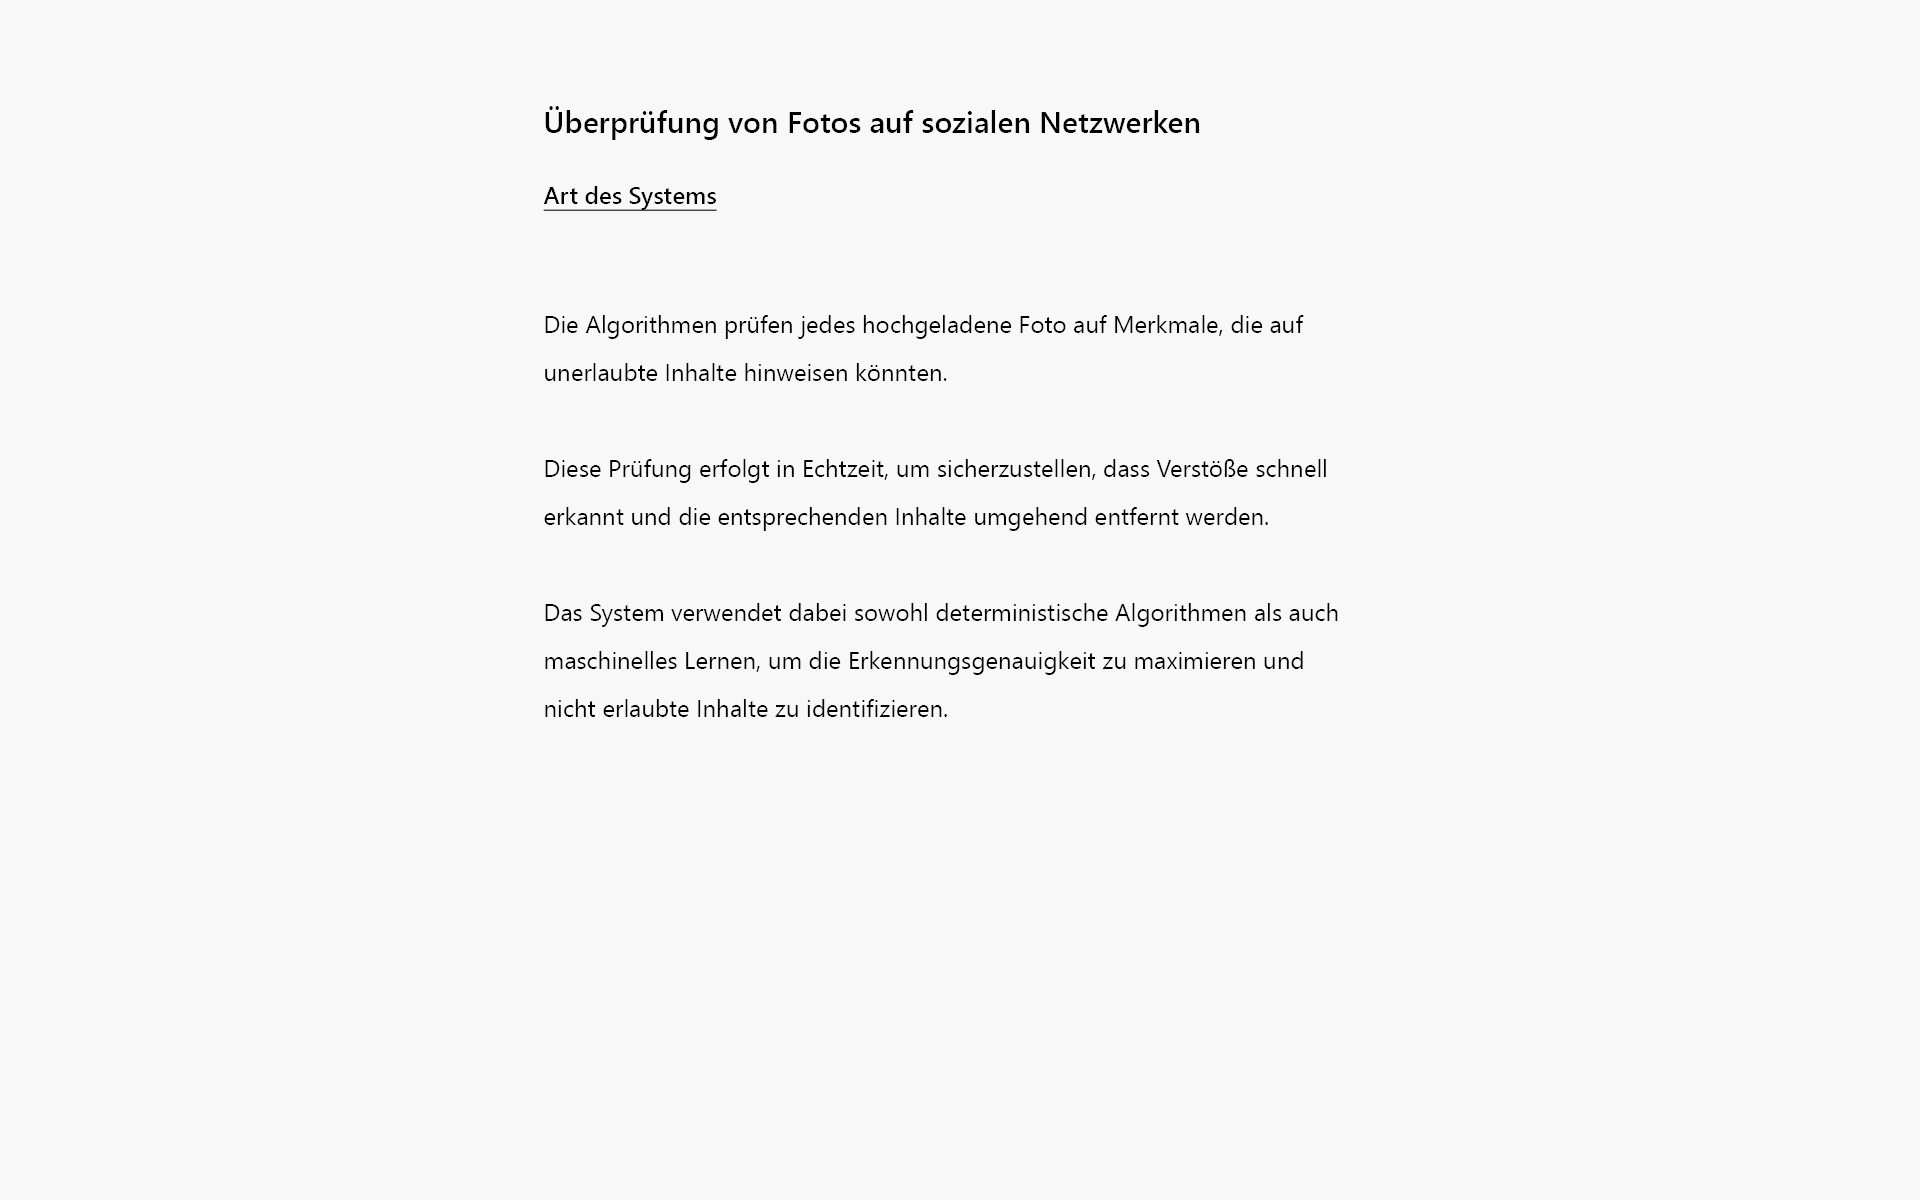 Überprüfung von Fotos auf sozialen Netzwerken
Art des Systems
Die Algorithmen prüfen jedes hochgeladene Foto auf Merkmale, die auf
unerlaubte Inhalte hinweisen könnten.
Diese Prüfung erfolgt in Echtzeit, um sicherzustellen, dass Verstöße schnell
erkannt und die entsprechenden Inhalte umgehend entfernt werden.
Das System verwendet dabei sowohl deterministische Algorithmen als auch
maschinelles Lernen, um die Erkennungsgenauigkeit zu maximieren und
nicht erlaubte Inhalte zu identifizieren.